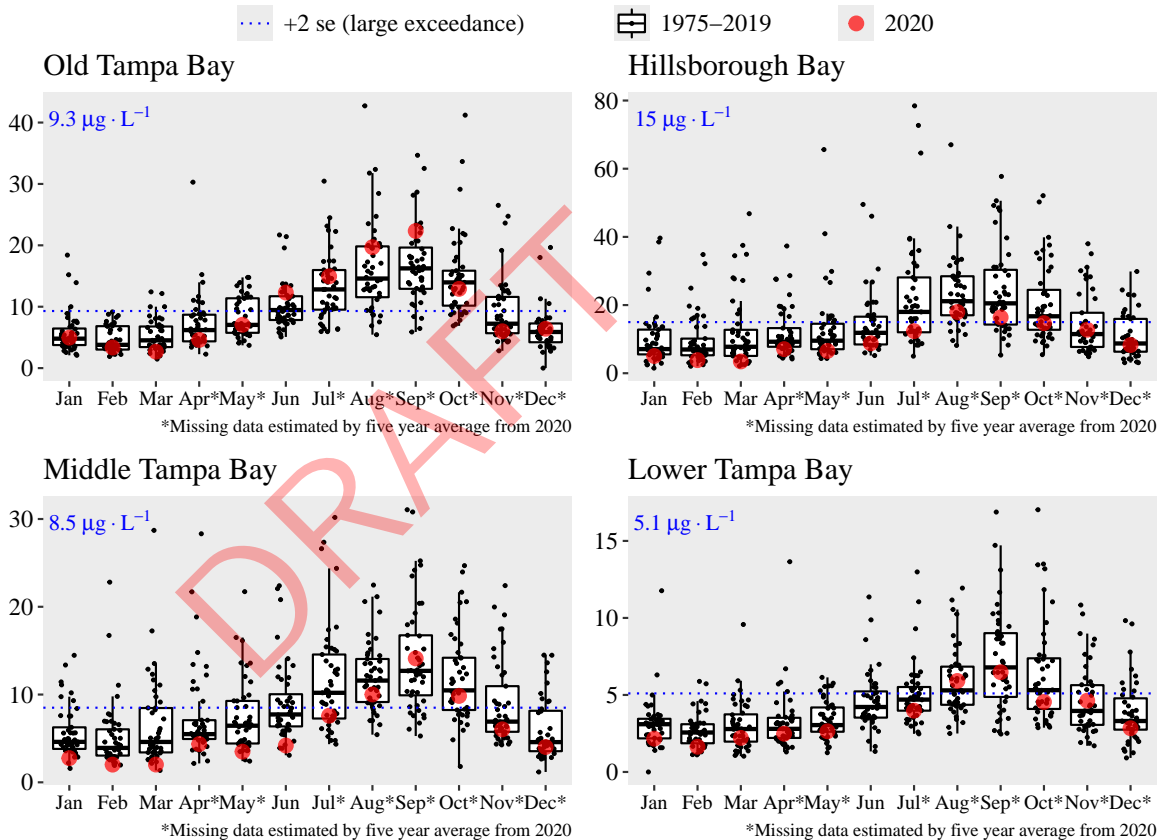 +2 se (large exceedance) 1975−2019 2020
Old Tampa Bay
9.3 μg · L⁻¹
40
30
20
10
0
Jan Feb Mar Apr* May* Jun Jul* Aug* Sep* Oct* Nov* Dec*
*Missing data estimated by five year average from 2020
Hillsborough Bay
15 μg · L⁻¹
80
60
40
20
0
Jan Feb Mar Apr* May* Jun Jul* Aug* Sep* Oct* Nov* Dec*
*Missing data estimated by five year average from 2020
DRAFT
Middle Tampa Bay
8.5 μg · L⁻¹
30
20
10
0
Jan Feb Mar Apr* May* Jun Jul* Aug* Sep* Oct* Nov* Dec*
*Missing data estimated by five year average from 2020
Lower Tampa Bay
5.1 μg · L⁻¹
15
10
5
0
Jan Feb Mar Apr* May* Jun Jul* Aug* Sep* Oct* Nov* Dec*
*Missing data estimated by five year average from 2020